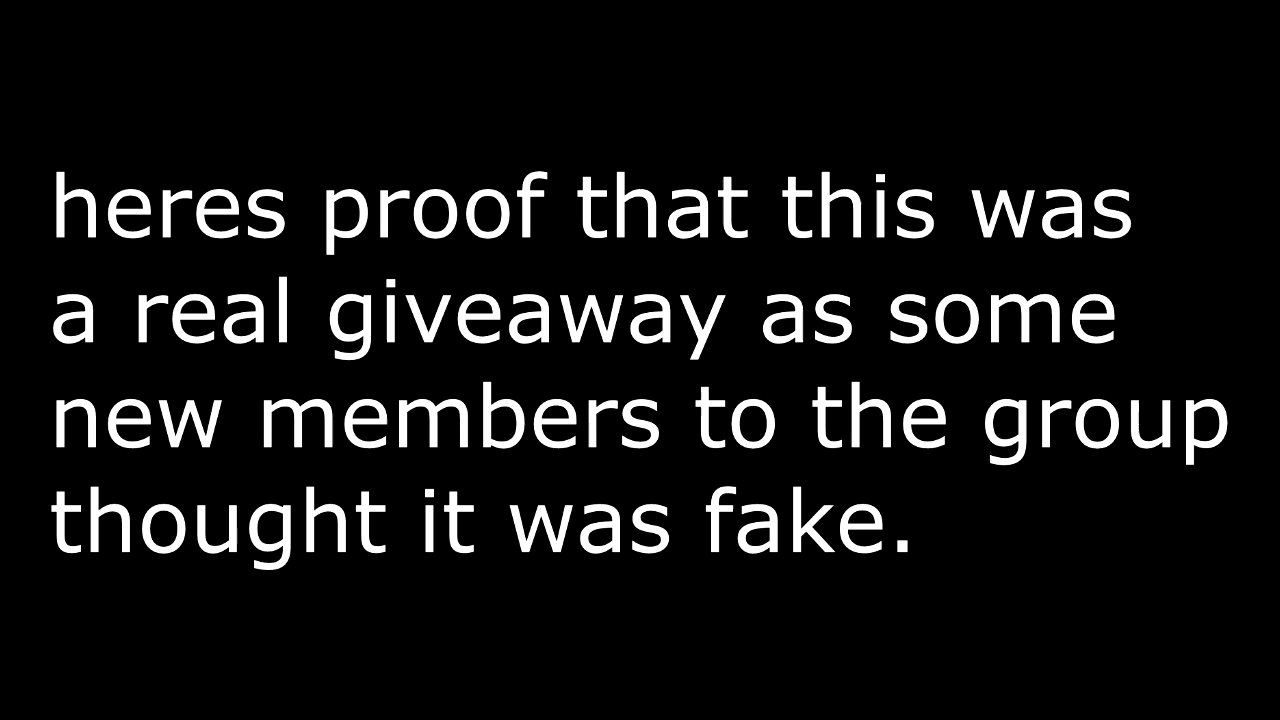 heres proof that this was
a real giveaway as some
new members to the group
thought it was fake.